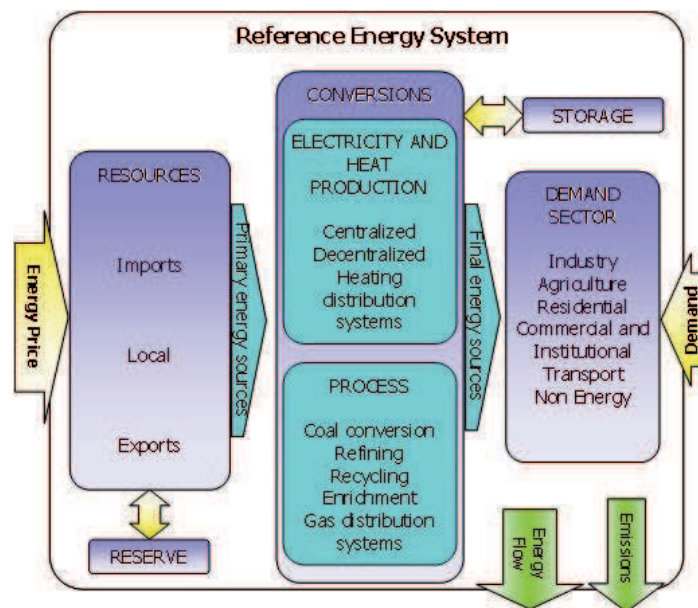 Reference Energy System
Energy Price
RESOURCES
Imports
Local
Exports
RESERVE
Primary energy sources
CONVERSIONS
ELECTRICITY AND
HEAT
PRODUCTION
Centralized
Decentralized
Heating
distribution
systems
PROCESS
Coal conversion
Refining
Recycling
Enrichment
Gas distribution
systems
Final energy sources
STORAGE
DEMAND
SECTOR
Industry
Agriculture
Residential
Commercial and
Institutional
Transport
Non Energy
Demand
Energy
Flow
Emissions